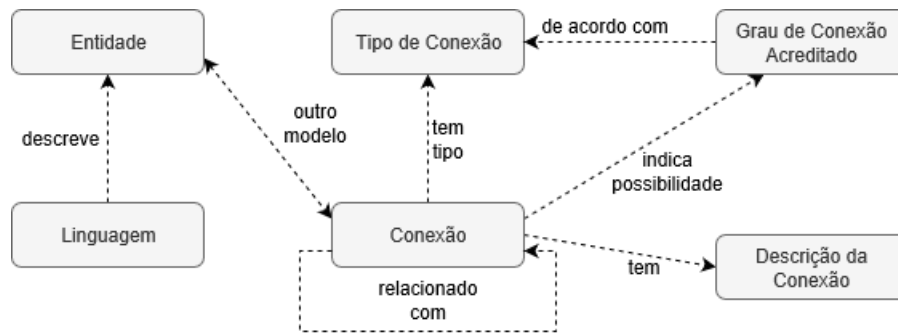 Entidade
Tipo de Conexão
de acordo com
Grau de Conexão
Acreditado
descreve
outro
modelo
tem
tipo
indica
possibilidade
Linguagem
Conexão
relacionado
com
tem
Descrição da
Conexão